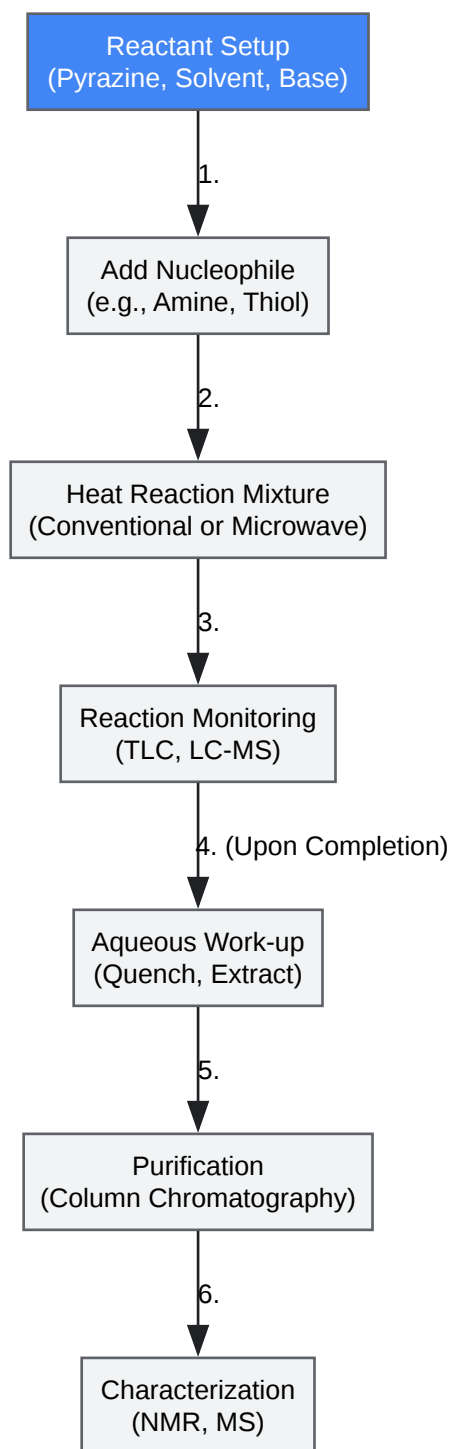 Reactant Setup
(Pyrazine, Solvent, Base)
1.
Add Nucleophile
(e.g., Amine, Thiol)
2.
Heat Reaction Mixture
(Conventional or Microwave)
3.
Reaction Monitoring
(TLC, LC-MS)
4. (Upon Completion)
Aqueous Work-up
(Quench, Extract)
5.
Purification
(Column Chromatography)
6.
Characterization
(NMR, MS)